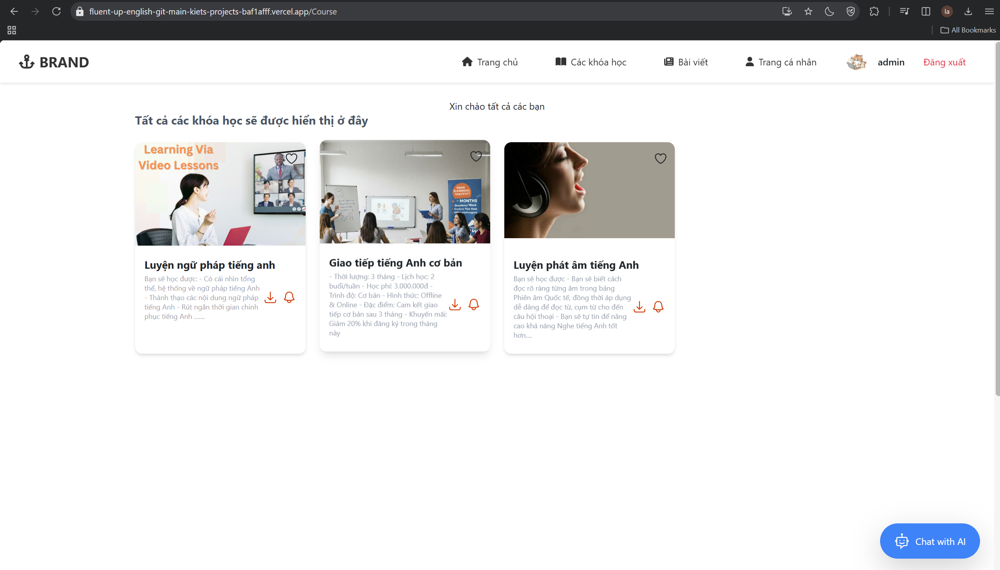 fluent-up-english-git-main-kiets-projects-baf1afff.vercel.app/Course
la
All Bookmarks
BRAND
Trang chủ
Các khóa học
Bài viết
Trang cá nhân
admin
Đăng xuất
Xin chào tất cả các bạn
Tất cả các khóa học sẽ được hiển thị ở đây
Learning Via
Video Lessons
Luyện ngữ pháp tiếng anh
Bạn sẽ học được: - Có cái nhìn tổng
thể, hệ thống về ngữ pháp tiếng Anh
- Thành thạo các nội dung ngữ pháp
tiếng Anh - Rút ngắn thời gian chinh
phục tiếng Anh .......
MONTHS
Sessions/Week
Giao tiếp tiếng Anh cơ bản
- Thời lượng: 3 tháng - Lịch học: 2
buổi/tuần - Học phí: 3.000.000đ -
Trình độ: Cơ bản - Hình thức: Offline
& Online - Đặc điểm: Cam kết giao
tiếp cơ bản sau 3 tháng - Khuyến mãi:
Giảm 20% khi đăng ký trong tháng
này
Luyện phát âm tiếng Anh
Bạn sẽ học được - Bạn sẽ biết cách
đọc rõ ràng từng âm trong bảng
Phiên âm Quốc tế, đồng thời áp dụng
dễ dàng để đọc từ, cụm từ cho đến
câu hội thoại - Bạn sẽ tự tin để nâng
cao khả năng Nghe tiếng Anh tốt
hơn....
Chat with AI